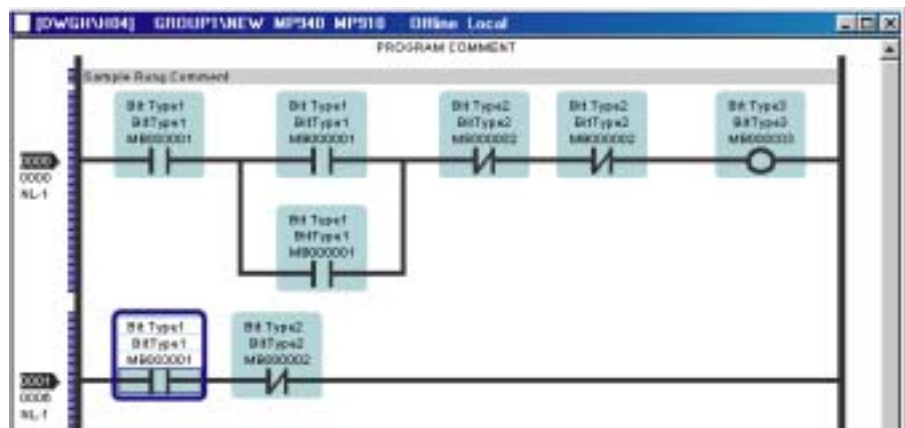 [DWGH\H04] GROUP1\NEW MP940 MP910 Offline Local
PROGRAM COMMENT
Sample Rung Comment
Bit Type1 Bit Type1 Bit Type2 Bit Type2 Bit Type3
BitType1 BitType1 BitType2 BitType2 BitType3
MB000001 MB000001 MB000002 MB000002 MB000003
0000
0000
NL-1
Bit Type1
BitType1
MB000001
Bit Type1 Bit Type2
BitType1 BitType2
MB000001 MB000002
0001
0006
NL-1